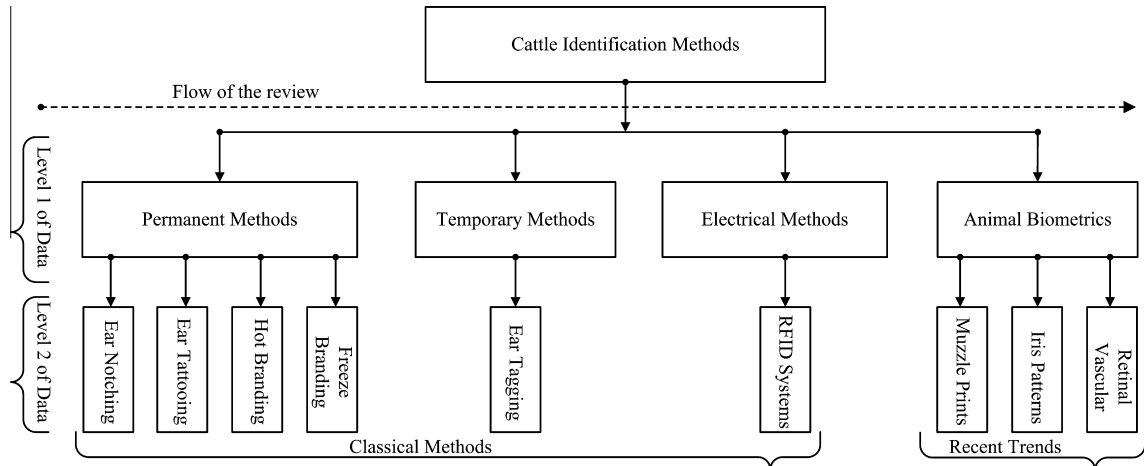 Cattle Identification Methods
Flow of the review
Level 1 of Data
Permanent Methods
Temporary Methods
Electrical Methods
Animal Biometrics
Level 2 of Data
Ear Notching
Ear Tattooing
Hot Branding
Freeze
Branding
Ear Tagging
RFID Systems
Muzzle Prints
Iris Patterns
Retinal
Vascular
Classical Methods
Recent Trends